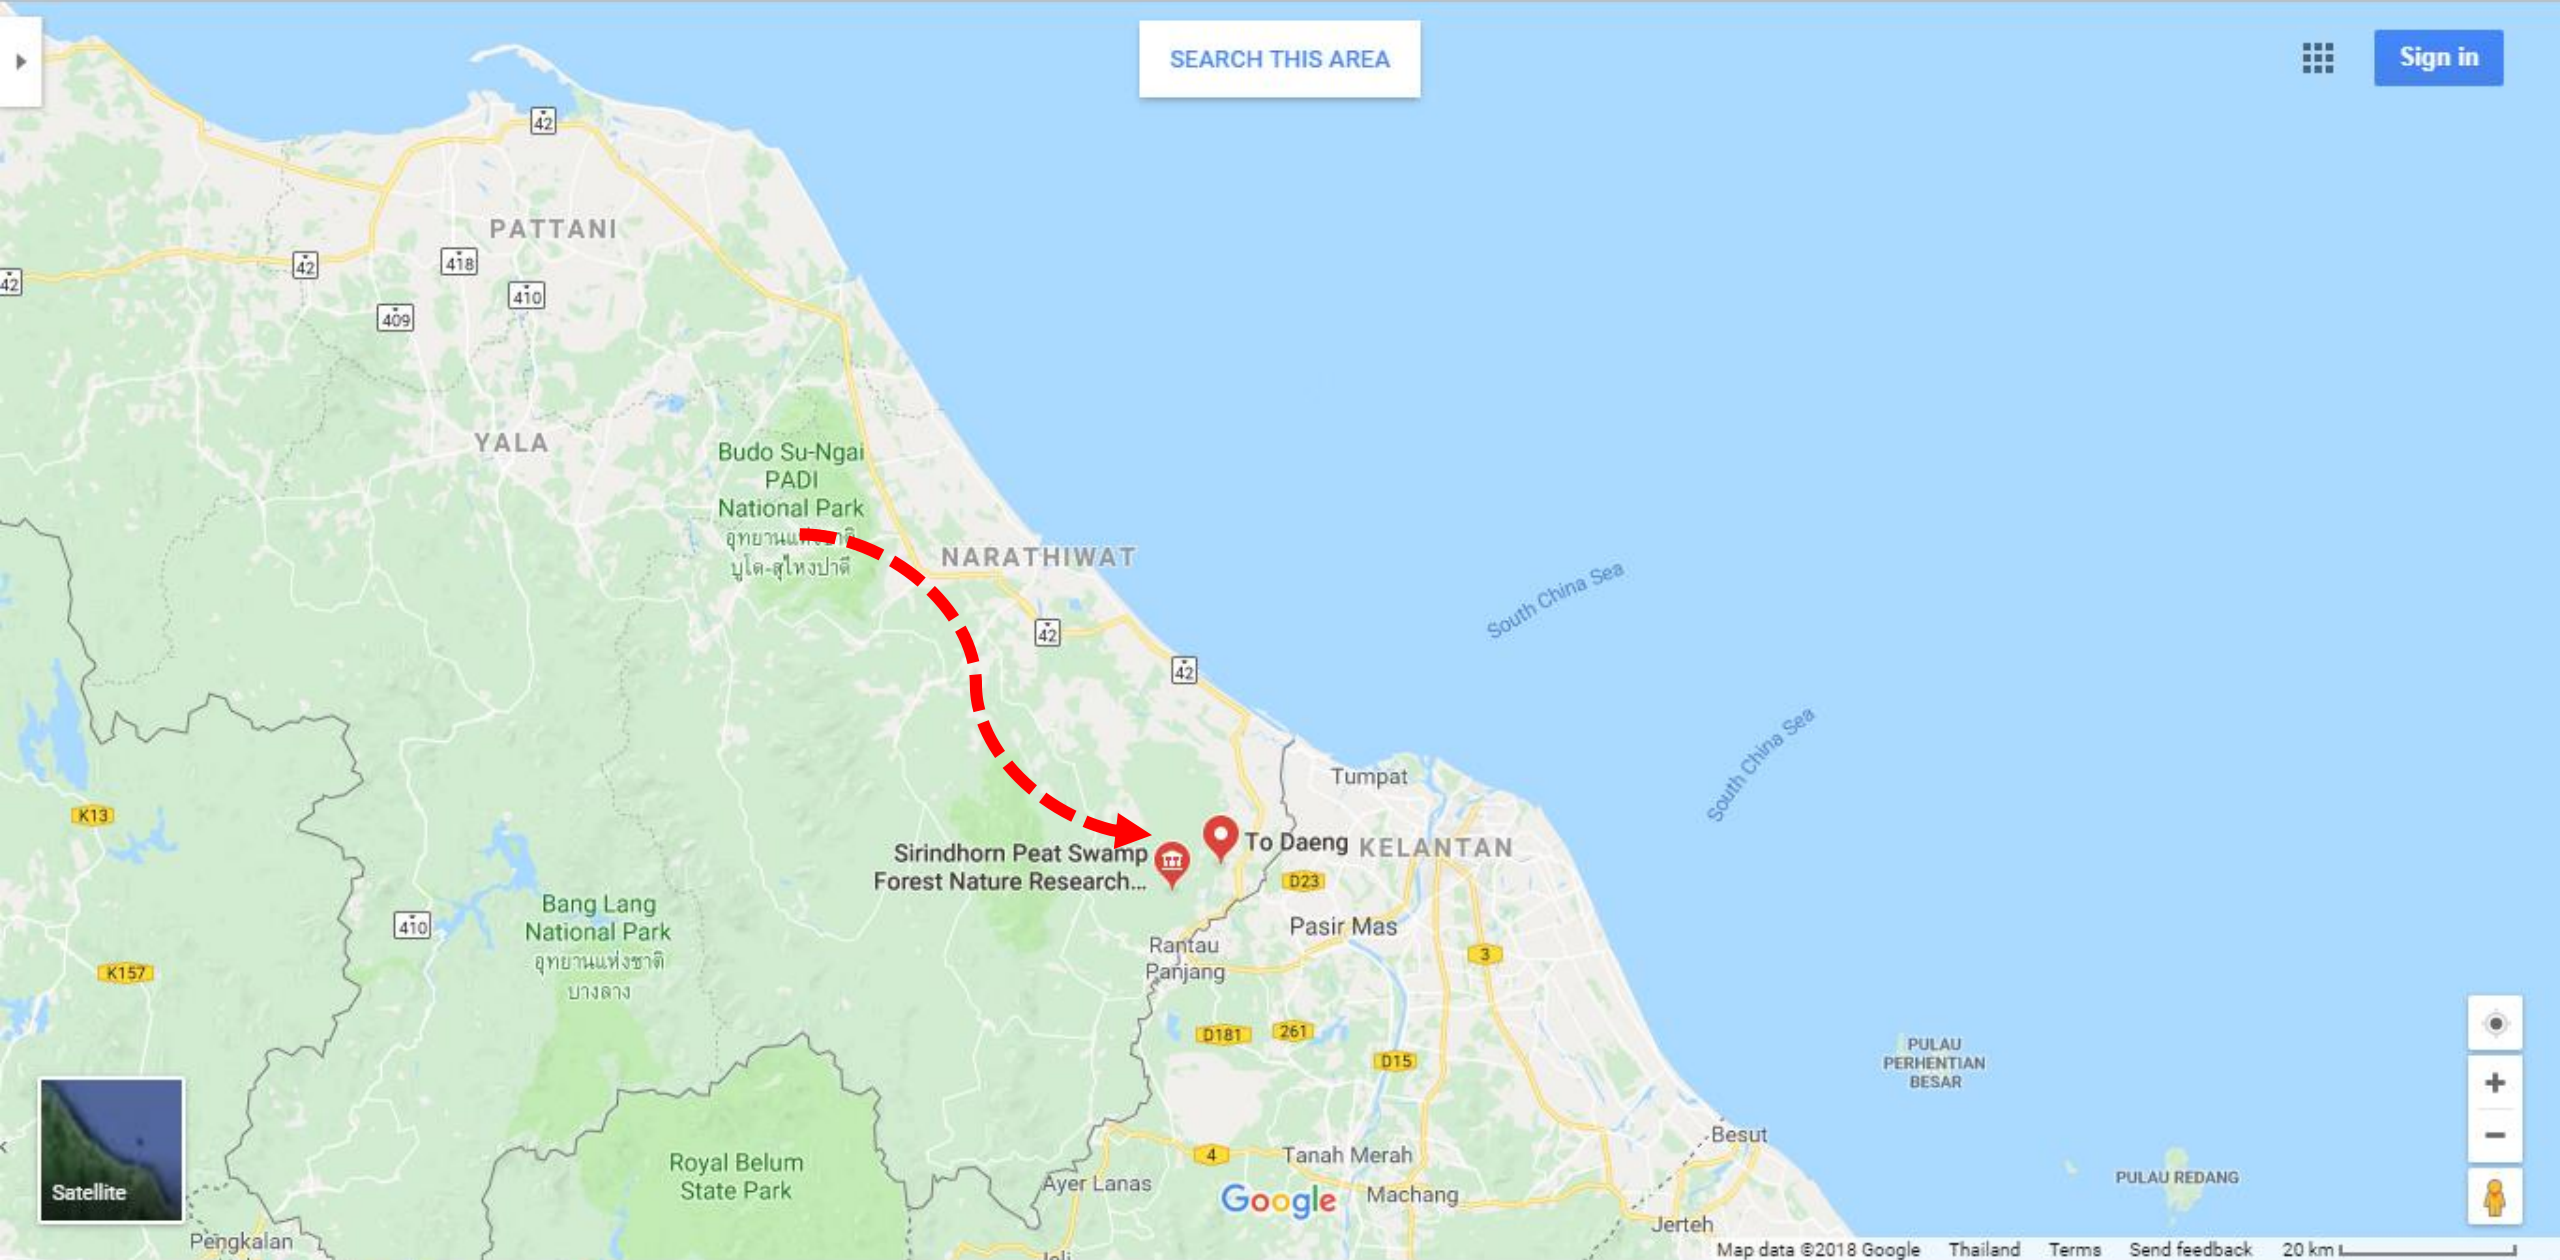 SEARCH THIS AREA
Sign in
42
PATTANI
42
418
42
410
409
YALA
Budo Su-Ngai
PADI
National Park
บูโด-สุไหงปาดี
NARATHIWAT
42
42
South China Sea
South China Sea
Tumpat
K13
To Daeng
KELANTAN
Sirindhorn Peat Swamp
Forest Nature Research...
D23
Bang Lang
National Park
อุทยานแห่งชาติ
บางลาง
410
Pasir Mas
Rantau
Panjang
3
K157
D181
261
D15
PULAU
PERHENTIAN
BESAR
Besut
4
Tanah Merah
Royal Belum
State Park
Ayer Lanas
Machang
PULAU REDANG
Satellite
Google
Jerteh
Pengkalan
Map data ©2018 Google Thailand Terms Send feedback 20 km